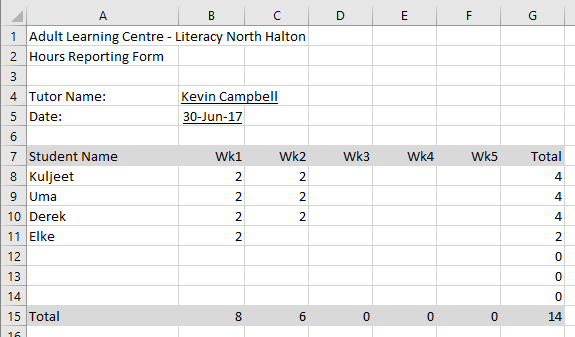 A B C D E F G
1 Adult Learning Centre - Literacy North Halton
2 Hours Reporting Form
3
4 Tutor Name: Kevin Campbell
5 Date: 30-Jun-17
6
7 Student Name Wk1 Wk2 Wk3 Wk4 Wk5 Total
8 Kuljeet 2 2 4
9 Uma 2 2 4
10 Derek 2 2 4
11 Elke 2 2
12 0
13 0
14 0
15 Total 8 6 0 0 0 14
16